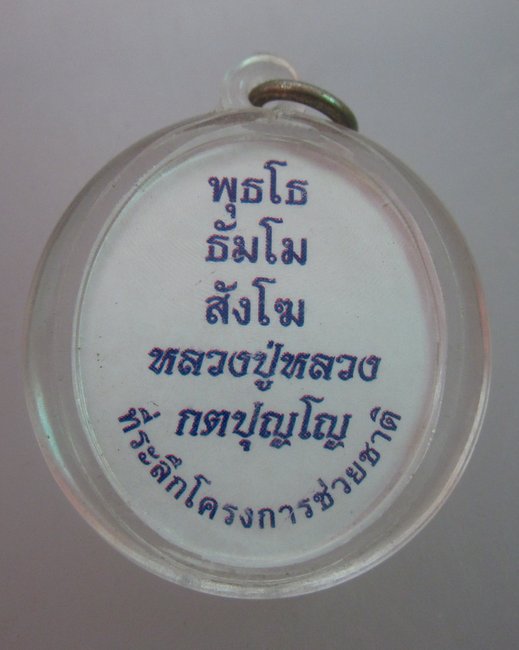 พุธโธ
ธัมโม
สังโฆ
หลวงปู่หลวง
กตปุญฺโญ
ที่ระลึกโครงการช่วยชาติ